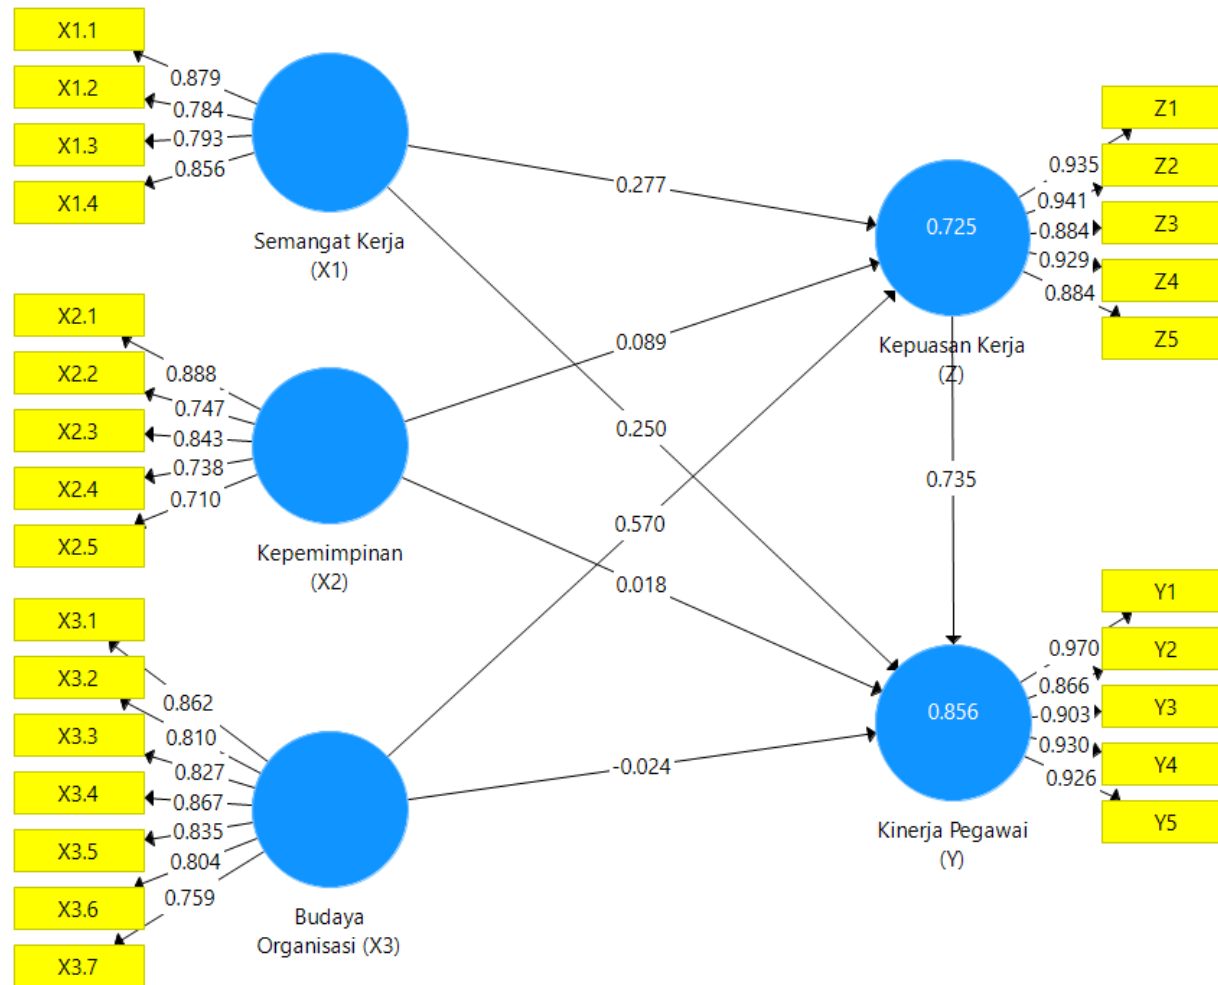 X1.1
X1.2
X1.3
X1.4
0.879
0.784
0.793
0.856
Semangat Kerja
(X1)
X2.1
X2.2
X2.3
X2.4
X2.5
0.888
0.747
0.843
0.738
0.710
Kepemimpinan
(X2)
X3.1
X3.2
X3.3
X3.4
X3.5
X3.6
X3.7
0.862
0.810
0.827
0.867
0.835
0.804
0.759
Budaya
Organisasi (X3)
0.277
0.089
0.250
0.570
0.018
-0.024
0.725
Kepuasan Kerja
(Z)
0.735
0.935
0.941
0.884
0.929
0.884
Z1
Z2
Z3
Z4
Z5
0.856
Kinerja Pegawai
(Y)
0.970
0.866
0.903
0.930
0.926
Y1
Y2
Y3
Y4
Y5